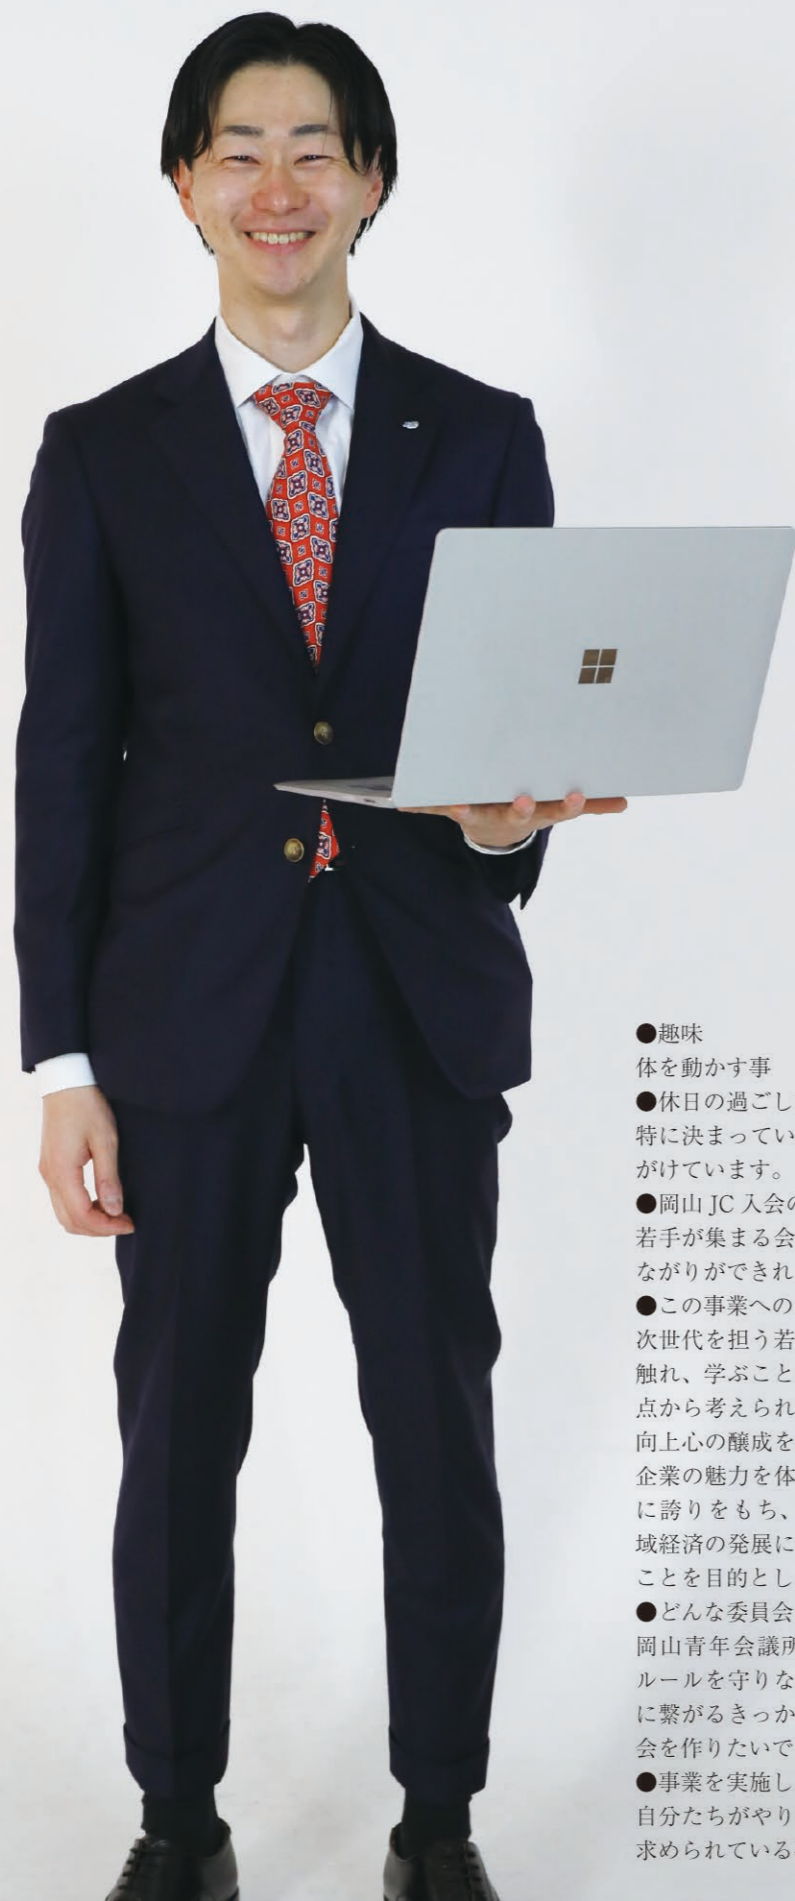 ●趣味
体を動かす事
●休日の過ごし
特に決まってい
がけています。
●岡山 JC 入会の
若手が集まる会
ながりができれ
●この事業への
次世代を担う若
触れ、学ぶこと
点から考えられ
向上心の醸成を
企業の魅力を体
に誇りをもち、
域経済の発展に
ことを目的とし
●どんな委員会
岡山青年会議所
ルールを守りな
に繋がるきっか
会を作りたいで
●事業を実施し
自分たちがやり
求められている